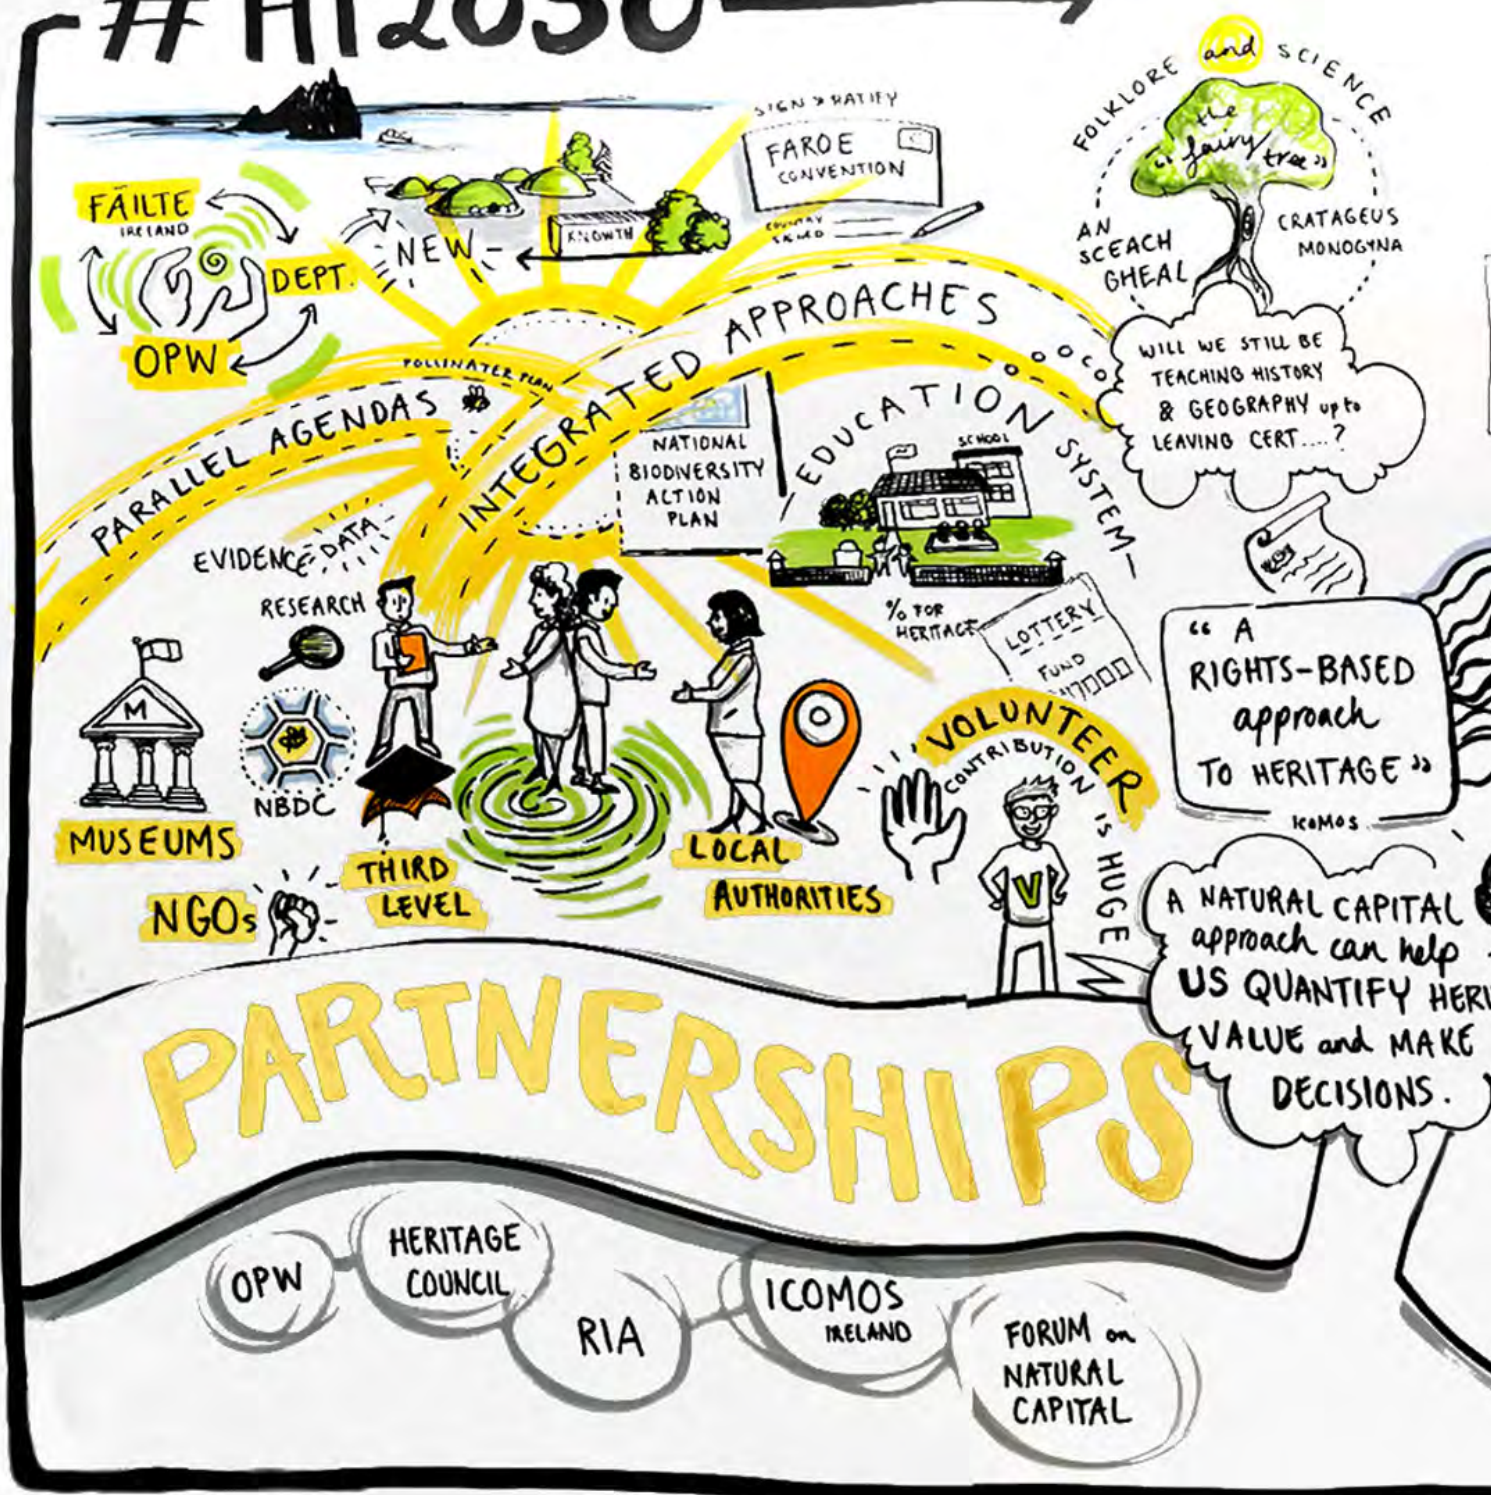 #HI2030
FÁILTE
IRELAND
DEPT.
OPW
NEW
KNOWTH
SIGN > RATIFY
FAROE
CONVENTION
COUNTRY
SIGNED
FOLKLORE and SCIENCE
"the
fairy
tree"
AN
SCEACH
GHEAL
CRATAGEUS
MONOGYNA
WILL WE STILL BE
TEACHING HISTORY
& GEOGRAPHY up to
LEAVING CERT....?
PARALLEL AGENDAS
POLLINATER PLAN
INTEGRATED APPROACHES
NATIONAL
BIODIVERSITY
ACTION
PLAN
EDUCATION SYSTEM
SCHOOL
EVIDENCE DATA
RESEARCH
% FOR
HERITAGE
LOTTERY
FUND
M
NBDC
MUSEUMS
NGOs
THIRD
LEVEL
LOCAL
AUTHORITIES
VOLUNTEER
CONTRIBUTION IS HUGE
V
"A
RIGHTS-BASED
approach
TO HERITAGE"
ICOMOS
A NATURAL CAPITAL
approach can help
US QUANTIFY HERI
VALUE and MAKE
DECISIONS.
PARTNERSHIPS
OPW
HERITAGE
COUNCIL
RIA
ICOMOS
IRELAND
FORUM on
NATURAL
CAPITAL